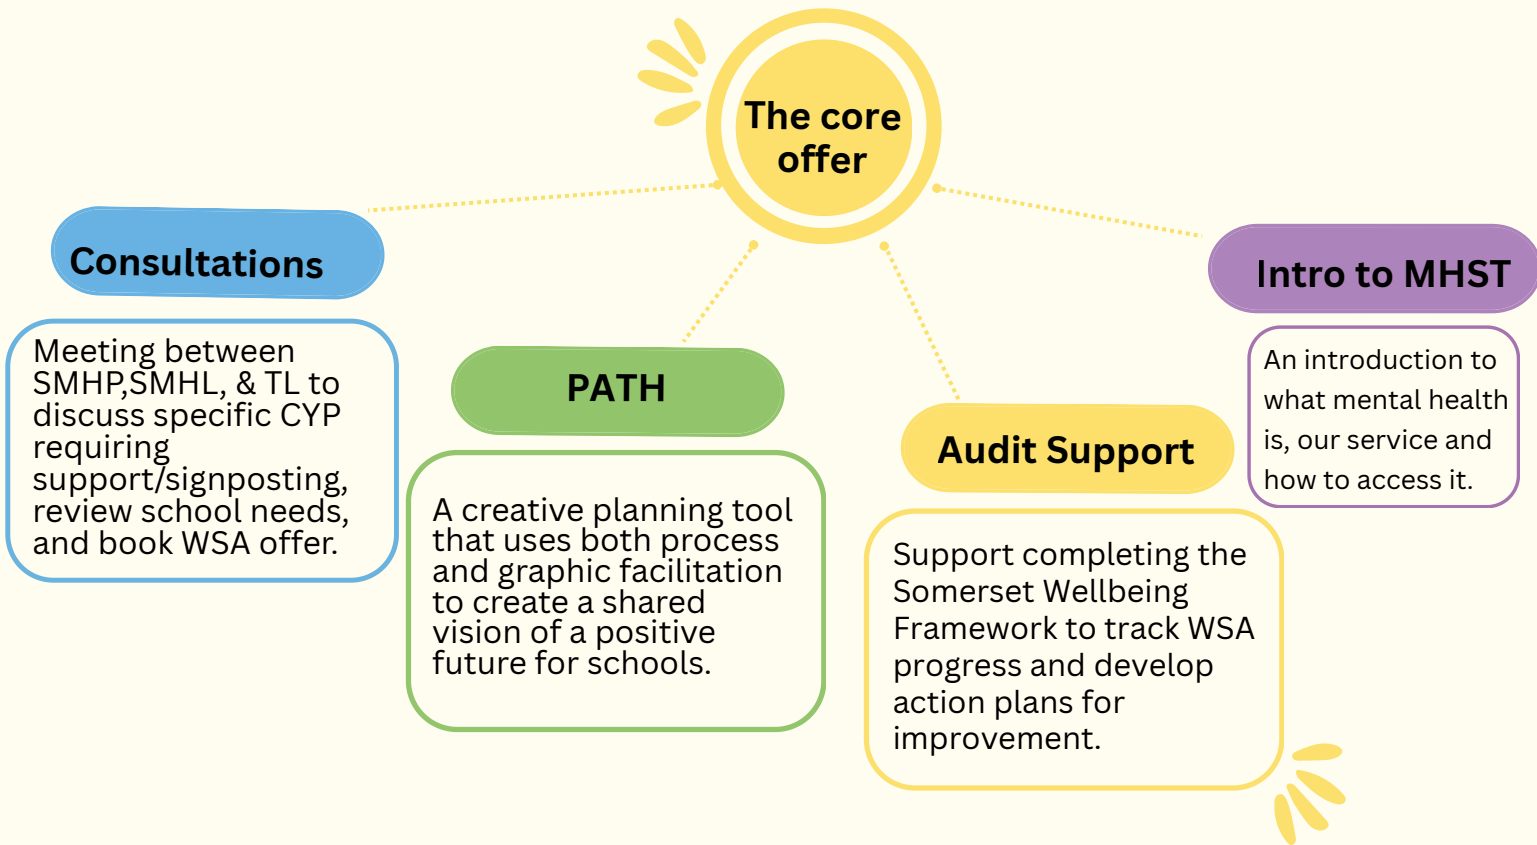 The core
offer
Consultations
Meeting between
SMHP,SMHL, & TL to
discuss specific CYP
requiring
support/signposting,
review school needs,
and book WSA offer.
PATH
A creative planning tool
that uses both process
and graphic facilitation
to create a shared
vision of a positive
future for schools.
Audit Support
Support completing the
Somerset Wellbeing
Framework to track WSA
progress and develop
action plans for
improvement.
Intro to MHST
An introduction to
what mental health
is, our service and
how to access it.